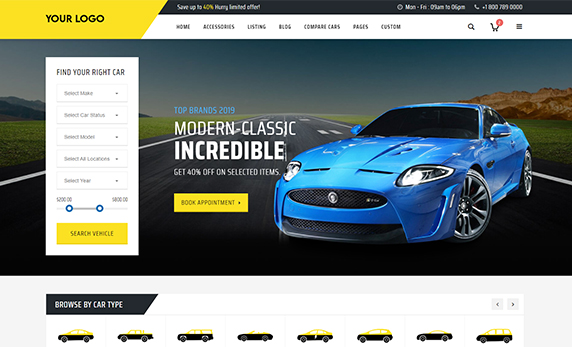 YOUR LOGO
Save up to 40% Hurry limited offer!
Mon - Fri : 09am to 06pm
+1 800 789 0000
HOME ACCESSORIES LISTING BLOG COMPARE CARS PAGES CUSTOM
FIND YOUR RIGHT CAR
Select Make
Select Car Status
Select Model
Select All Locations
Select Year
$200.00 $800.00
SEARCH VEHICLE
TOP BRANDS 2019
MODERN-CLASSIC
INCREDIBLE
GET 40% OFF ON SELECTED ITEMS.
BOOK APPOINTMENT
BROWSE BY CAR TYPE